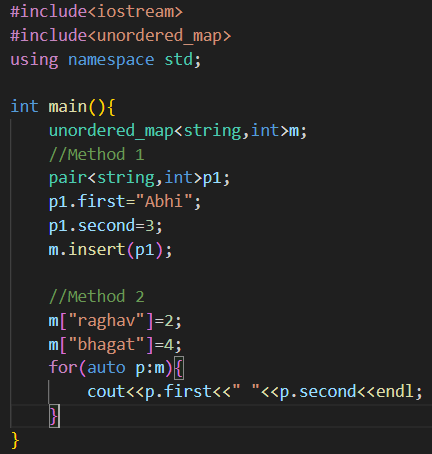 #include<iostream>
#include<unordered_map>
using namespace std;
int main(){
unordered_map<string,int>m;
//Method 1
pair<string,int>p1;
p1.first="Abhi";
p1.second=3;
m.insert(p1);
//Method 2
m["raghav"]=2;
m["bhagat"]=4;
for(auto p:m){
cout<<p.first<<" "<<p.second<<endl;
}
}